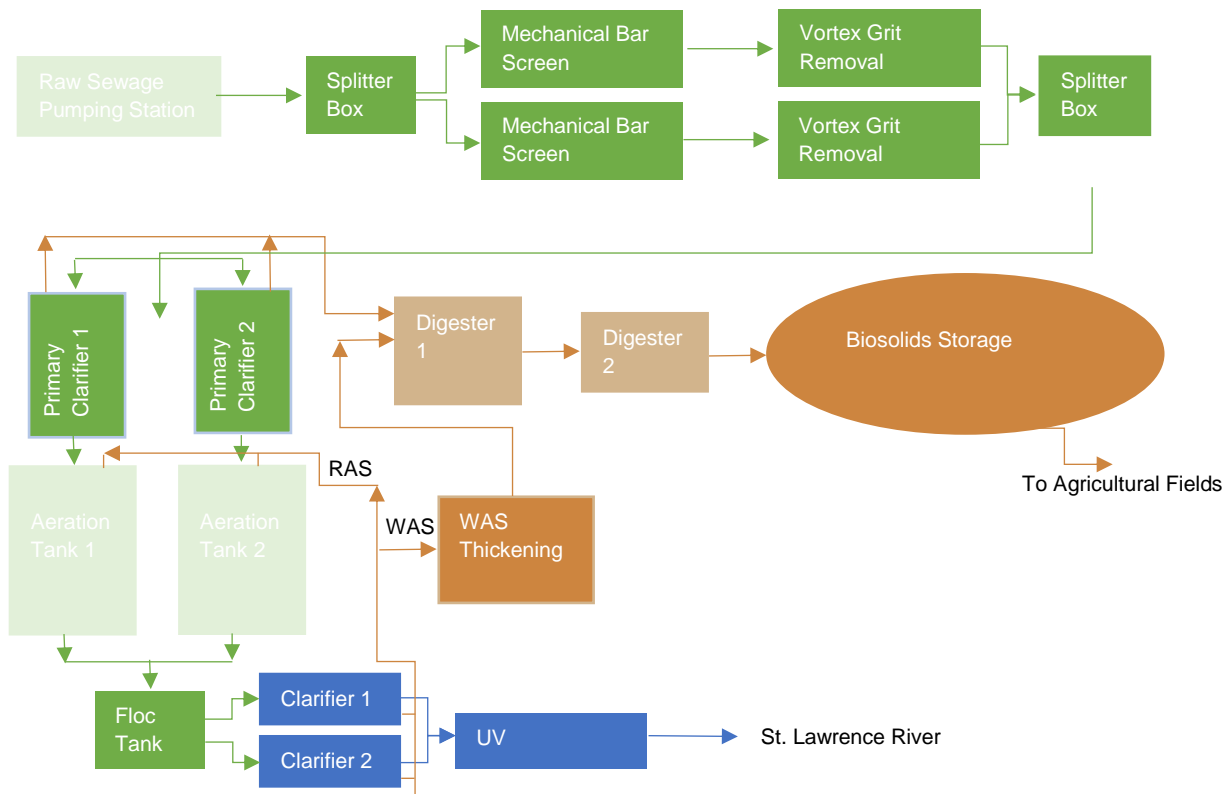 Raw Sewage
Pumping Station
Splitter
Box
Mechanical Bar
Screen
Vortex Grit
Removal
Mechanical Bar
Screen
Vortex Grit
Removal
Splitter
Box
Primary
Clarifier 1
Primary
Clarifier 2
Digester
1
Digester
2
Biosolids Storage
To Agricultural Fields
RAS
WAS
WAS
Thickening
Aeration
Tank 1
Aeration
Tank 2
Floc
Tank
Clarifier 1
Clarifier 2
UV
St. Lawrence River